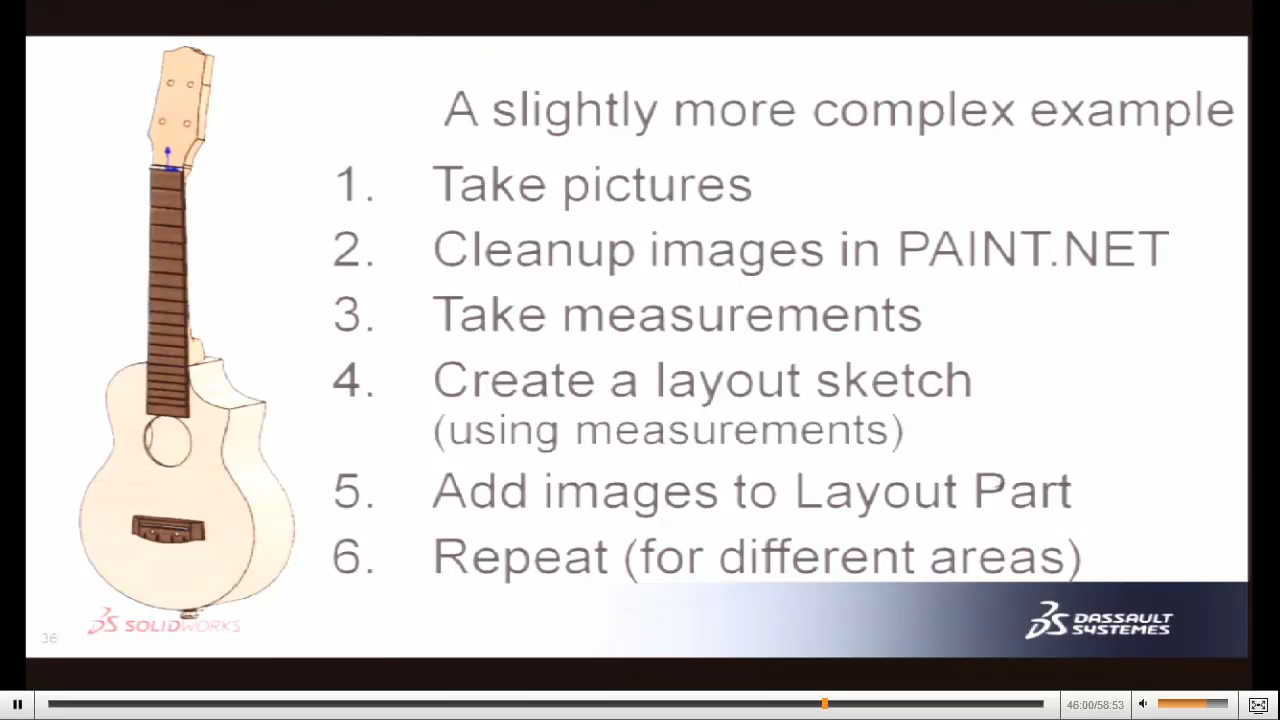 A slightly more complex example
1. Take pictures
2. Cleanup images in PAINT.NET
3. Take measurements
4. Create a layout sketch
(using measurements)
5. Add images to Layout Part
6. Repeat (for different areas)
SOLIDWORKS
36
DASSAULT
SYSTEMES
46:00/58:53